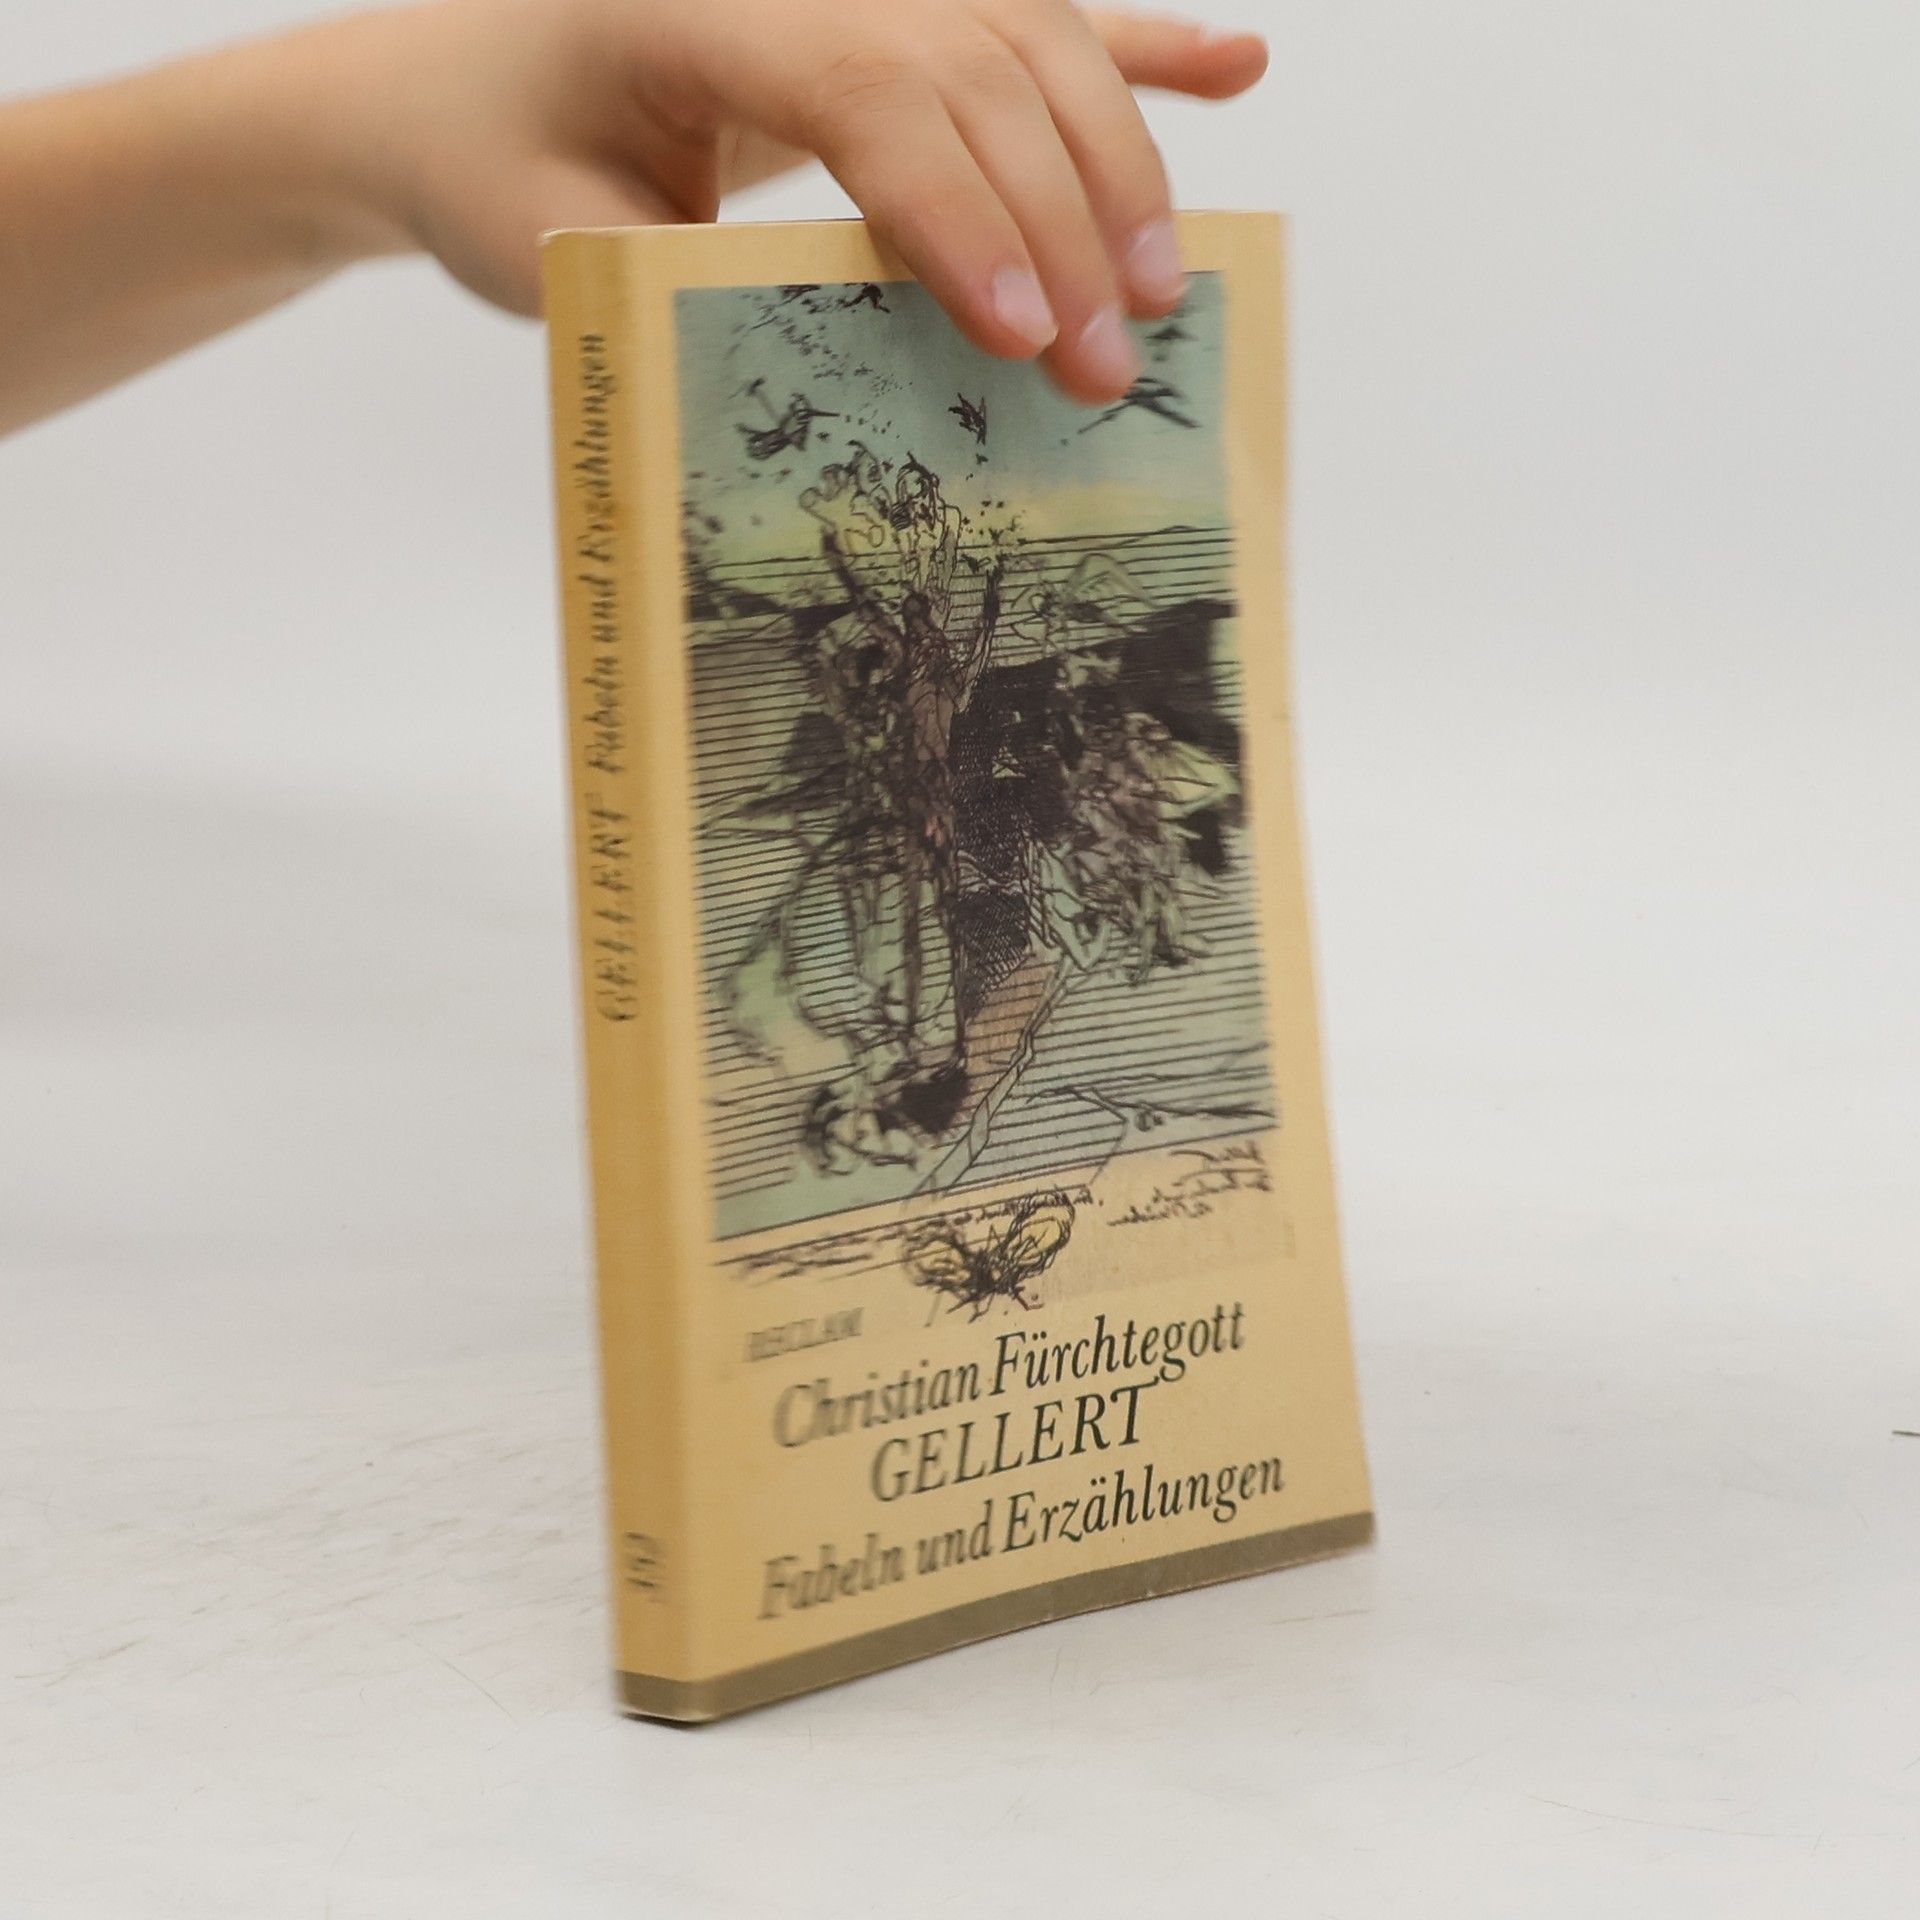 GELLERT Fabeln und Erzählungen
RECLAM
Christian Fürchtegott
GELLERT
Fabeln und Erzählungen